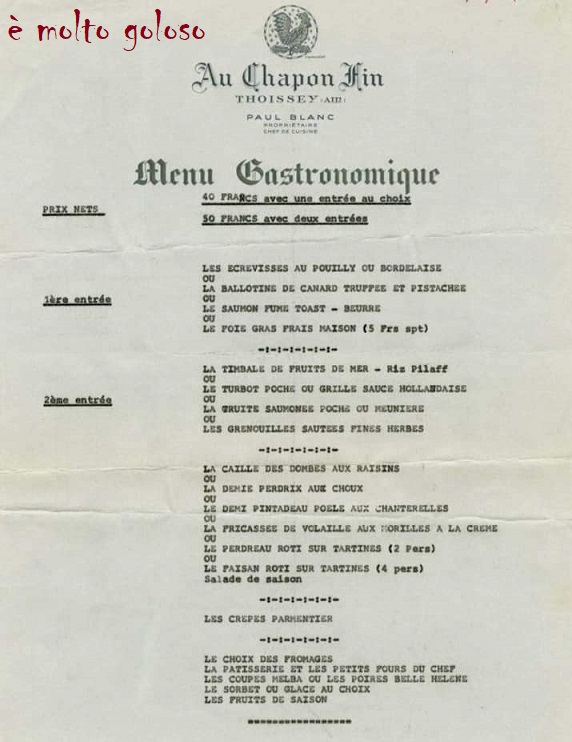 è molto goloso
Au Chapon Fin
THOISSEY (AIN)
PAUL BLANC
PROPRIÉTAIRE
CHEF DE CUISINE
Menu Gastronomique
PRIX NETS
40 FRANCS avec une entrée au choix
50 FRANCS avec deux entrées
1ère entrée
LES ECREVISSES AU POUILLY OU BORDELAISE
OU
LA BALLOTINE DE CANARD TRUFFEE ET PISTACHEE
OU
LE SAUMON FUME TOAST - BEURRE
OU
LE FOIE GRAS FRAIS MAISON (5 Frs spt)
-:-:-:-:-:-:-
2ème entrée
LA TIMBALE DE FRUITS DE MER - Riz Pilaff
OU
LE TURBOT POCHE OU GRILLE SAUCE HOLLANDAISE
OU
LA TRUITE SAUMONEE POCHE OU MEUNIERE
OU
LES GRENOUILLES SAUTEES FINES HERBES
-:-:-:-:-:-:-
LA CAILLE DES DOMBES AUX RAISINS
OU
LA DEMIE PERDRIX AUX CHOUX
OU
LE DEMI PINTADEAU POELE AUX CHANTERELLES
OU
LA FRICASSEE DE VOLAILLE AUX MORILLES A LA CREME
OU
LE PERDREAU ROTI SUR TARTINES (2 Pers)
OU
LE FAISAN ROTI SUR TARTINES (4 pers)
Salade de saison
-:-:-:-:-:-:-
LES CREPES PARMENTIER
-:-:-:-:-:-:-
LE CHOIX DES FROMAGES
LA PATISSERIE ET LES PETITS FOURS DU CHEF
LES COUPES MELBA OU LES POIRES BELLE HELENE
LE SORBET OU GLACE AU CHOIX
LES FRUITS DE SAISON
=================